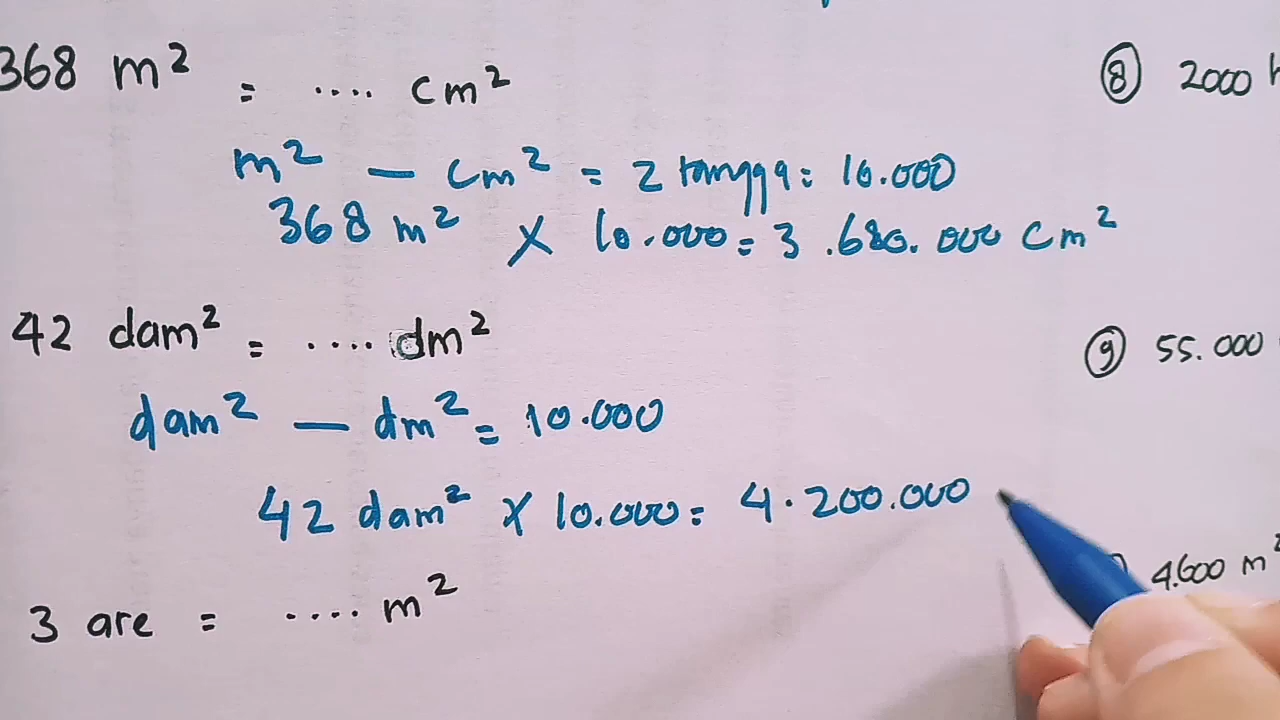 368 m² = .... cm²
m² — cm² = 2 tangga = 10.000
368 m² X 10.000 = 3.680.000 cm²
42 dam² = .... dm²
dam² — dm² = 10.000
42 dam² X 10.000 = 4.200.000
3 are = .... m²
8 2000
9 55.000
4.600 m²